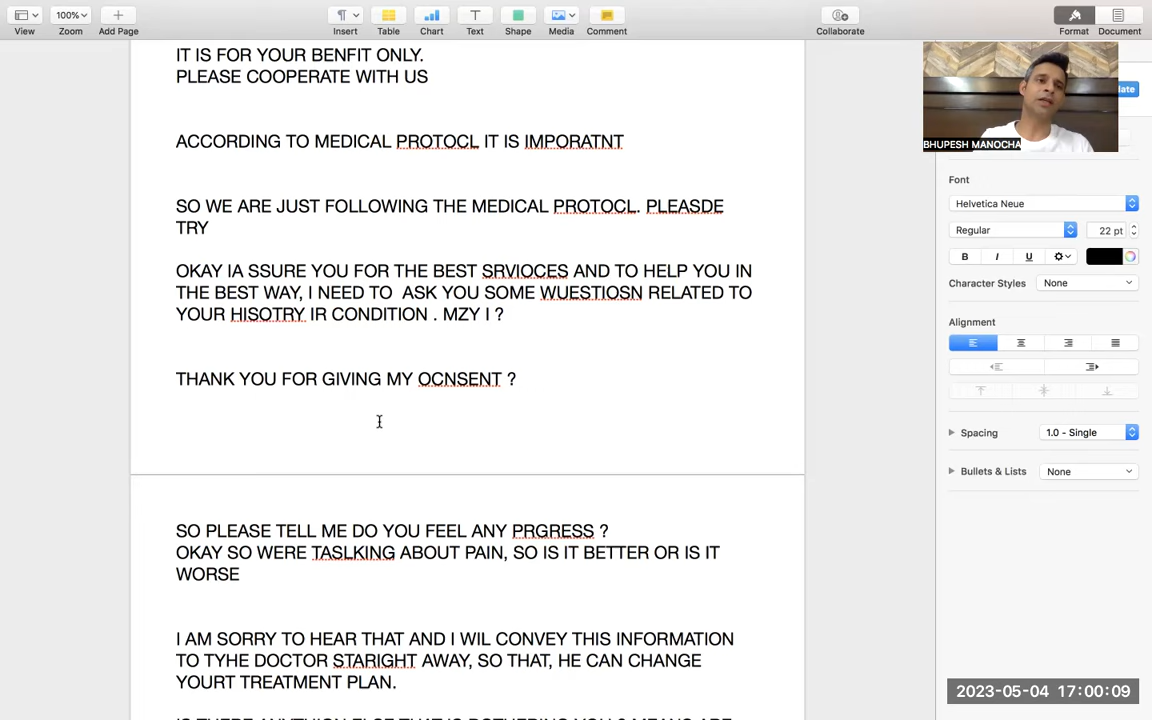 View
100%
Zoom
Add Page
Insert
Table
Chart
Text
Shape
Media
Comment
Collaborate
Format
Document
IT IS FOR YOUR BENFIT ONLY.
PLEASE COOPERATE WITH US
ACCORDING TO MEDICAL PROTOCL IT IS IMPORATNT
SO WE ARE JUST FOLLOWING THE MEDICAL PROTOCL. PLEASDE
TRY
OKAY IA SSURE YOU FOR THE BEST SRVIOCES AND TO HELP YOU IN
THE BEST WAY, I NEED TO ASK YOU SOME WUESTIOSN RELATED TO
YOUR HISOTRY IR CONDITION . MZY I ?
THANK YOU FOR GIVING MY OCNSENT ?
SO PLEASE TELL ME DO YOU FEEL ANY PRGRESS ?
OKAY SO WERE TASLKING ABOUT PAIN, SO IS IT BETTER OR IS IT
WORSE
I AM SORRY TO HEAR THAT AND I WIL CONVEY THIS INFORMATION
TO TYHE DOCTOR STARIGHT AWAY, SO THAT, HE CAN CHANGE
YOURT TREATMENT PLAN.
BHUPESH MANOCHA
Font
Helvetica Neue
Regular
22 pt
B I U
Character Styles
None
Alignment
Spacing
1.0 - Single
Bullets & Lists
None
2023-05-04 17:00:09